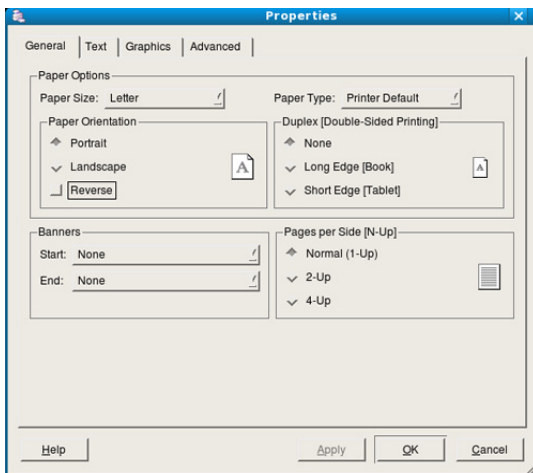 Properties
General Text Graphics Advanced
Paper Options
Paper Size: Letter
Paper Type: Printer Default
Paper Orientation
Portrait
Landscape
Reverse
A
Duplex [Double-Sided Printing]
None
Long Edge [Book]
Short Edge [Tablet]
A
Banners
Start: None
End: None
Pages per Side [N-Up]
Normal (1-Up)
2-Up
4-Up
Help Apply OK Cancel